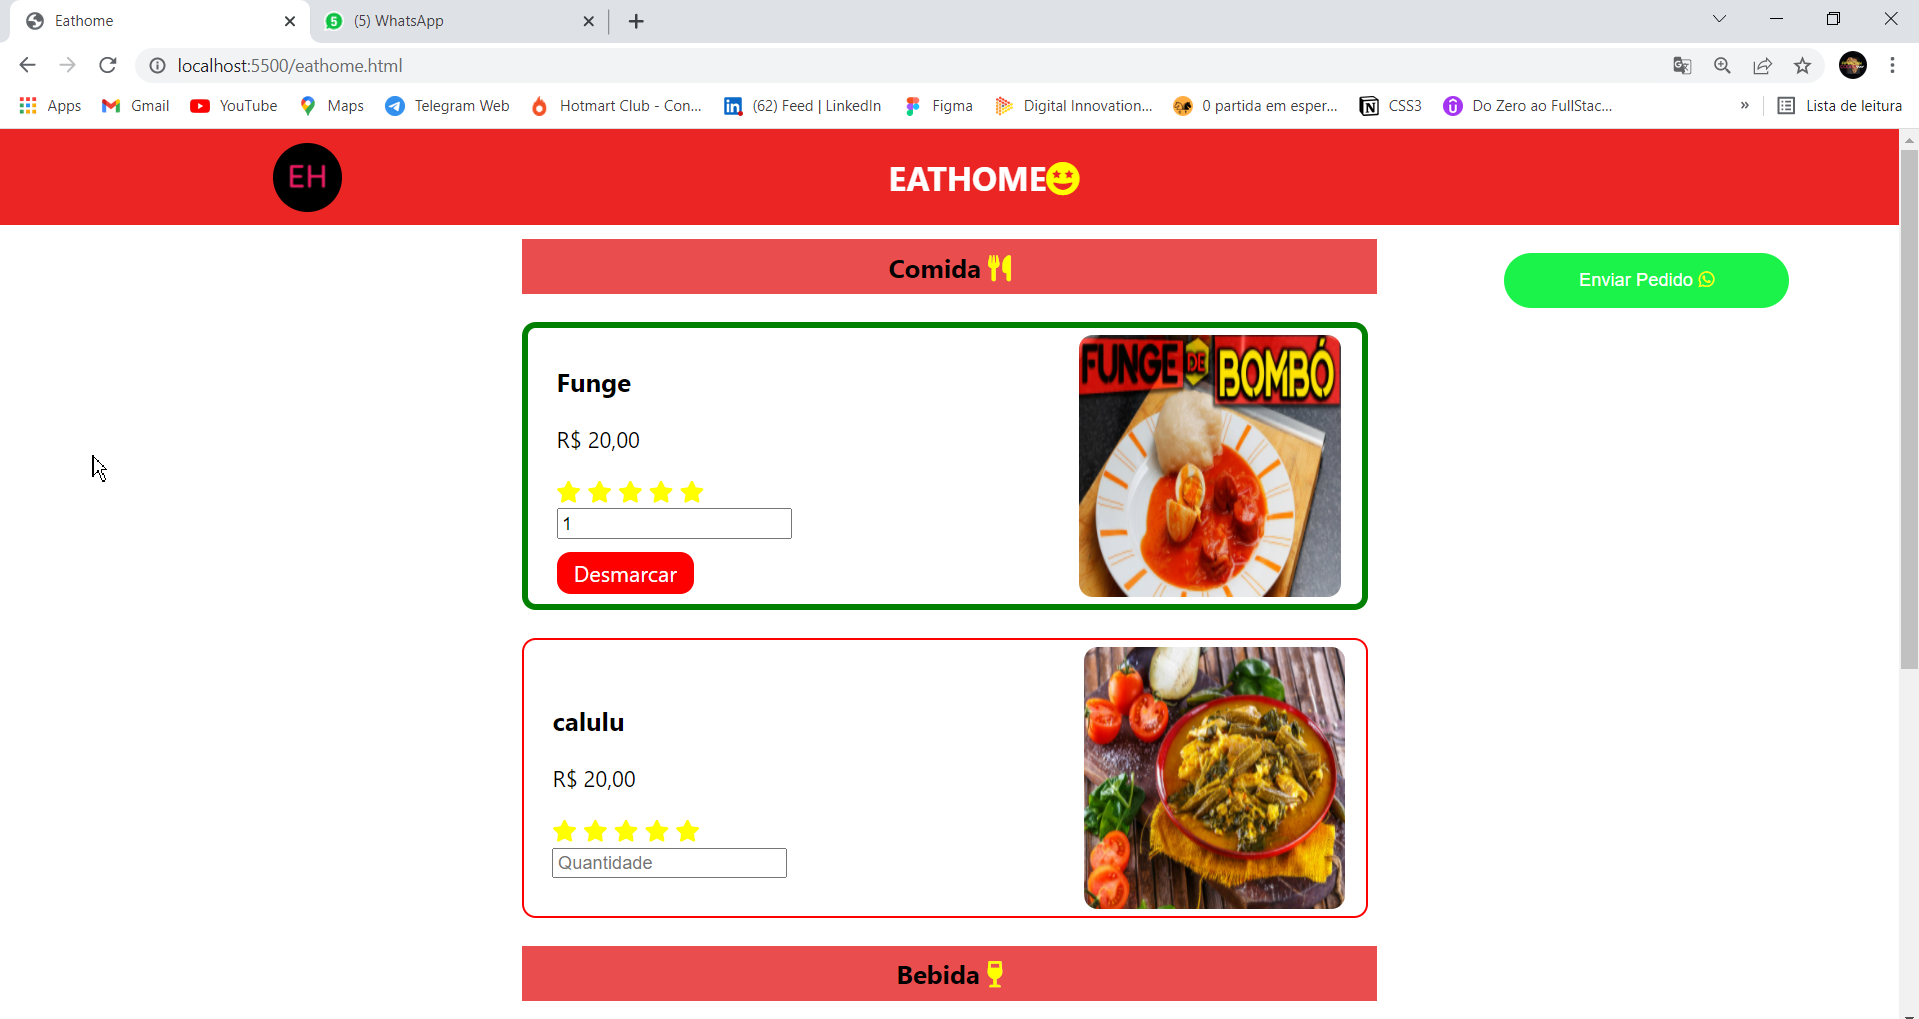 Eathome
(5) WhatsApp
localhost:5500/eathome.html
Apps
Gmail
YouTube
Maps
Telegram Web
Hotmart Club - Con...
(62) Feed | LinkedIn
Figma
Digital Innovation...
0 partida em esper...
CSS3
Do Zero ao FullStac...
»
Lista de leitura
EH
EATHOME
Comida
Enviar Pedido
Funge
R$ 20,00
1
Desmarcar
FUNGE DE BOMBÓ
calulu
R$ 20,00
Quantidade
Bebida